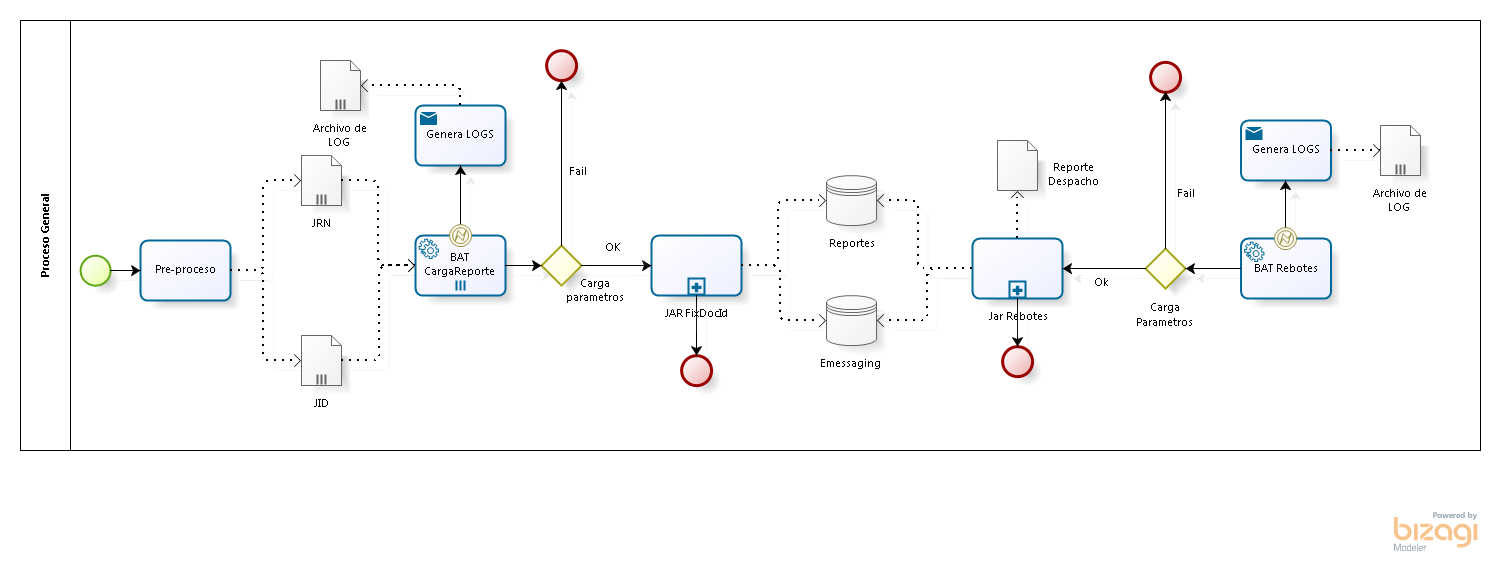 Proceso General
Pre-proceso
Archivo de
LOG
JRN
JID
Genera LOGS
BAT
CargaReporte
Fail
OK
Carga
parametros
JAR FixDocId
Reportes
Emessaging
Reporte
Despacho
Jar Rebotes
Ok
Fail
Carga
Parametros
Genera LOGS
BAT Rebotes
Archivo de
LOG
Powered by
bizagi
Modeler